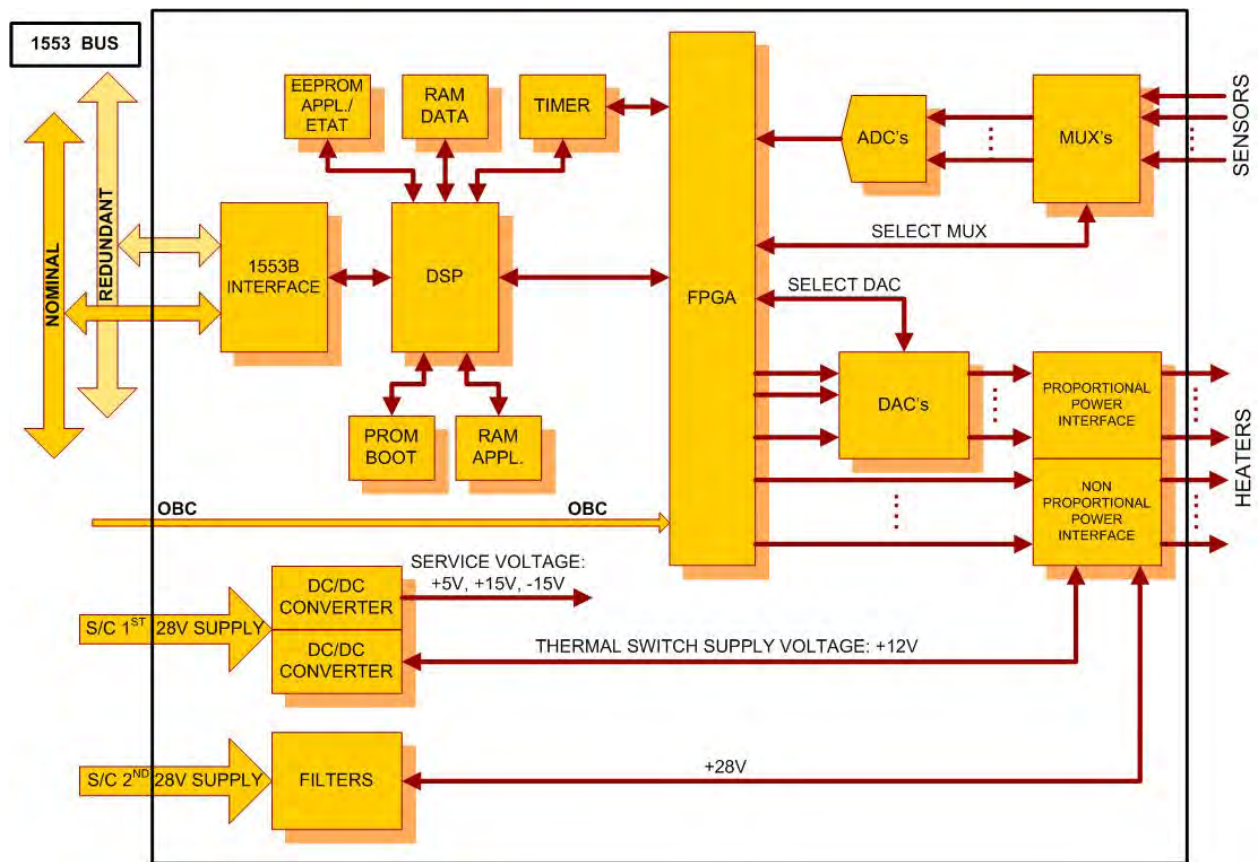 1553 BUS
NOMINAL
REDUNDANT
EEPROM
APPL./
ETAT
RAM
DATA
TIMER
1553B
INTERFACE
DSP
PROM
BOOT
RAM
APPL.
FPGA
ADC's
MUX's
SENSORS
SELECT MUX
SELECT DAC
DAC's
PROPORTIONAL
POWER
INTERFACE
NON
PROPORTIONAL
POWER
INTERFACE
HEATERS
OBC
OBC
S/C 1ST 28V SUPPLY
DC/DC
CONVERTER
DC/DC
CONVERTER
SERVICE VOLTAGE:
+5V, +15V, -15V
THERMAL SWITCH SUPPLY VOLTAGE: +12V
S/C 2ND 28V SUPPLY
FILTERS
+28V